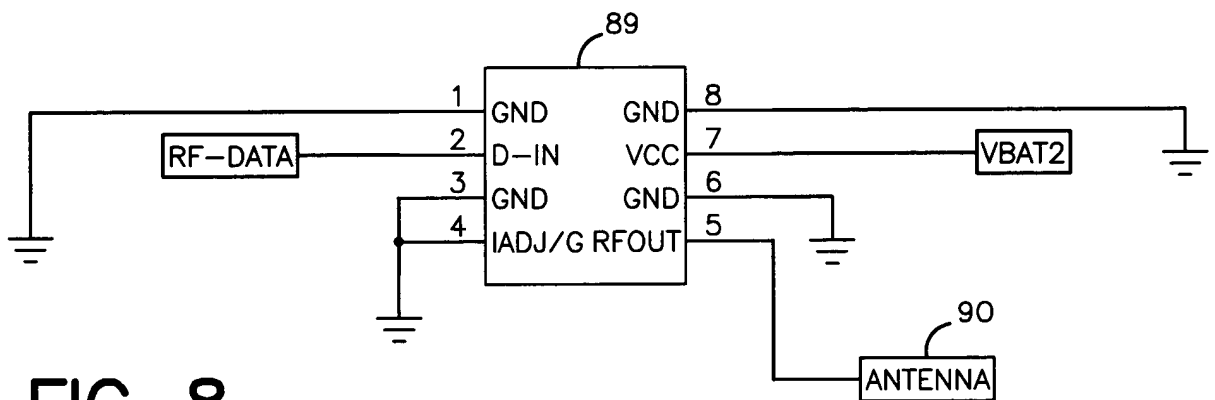 89
1 GND GND 8
RF-DATA 2 D-IN VCC 7 VBAT2
3 GND GND 6
4 IADJ/G RFOUT 5
90
ANTENNA
FIG. 8